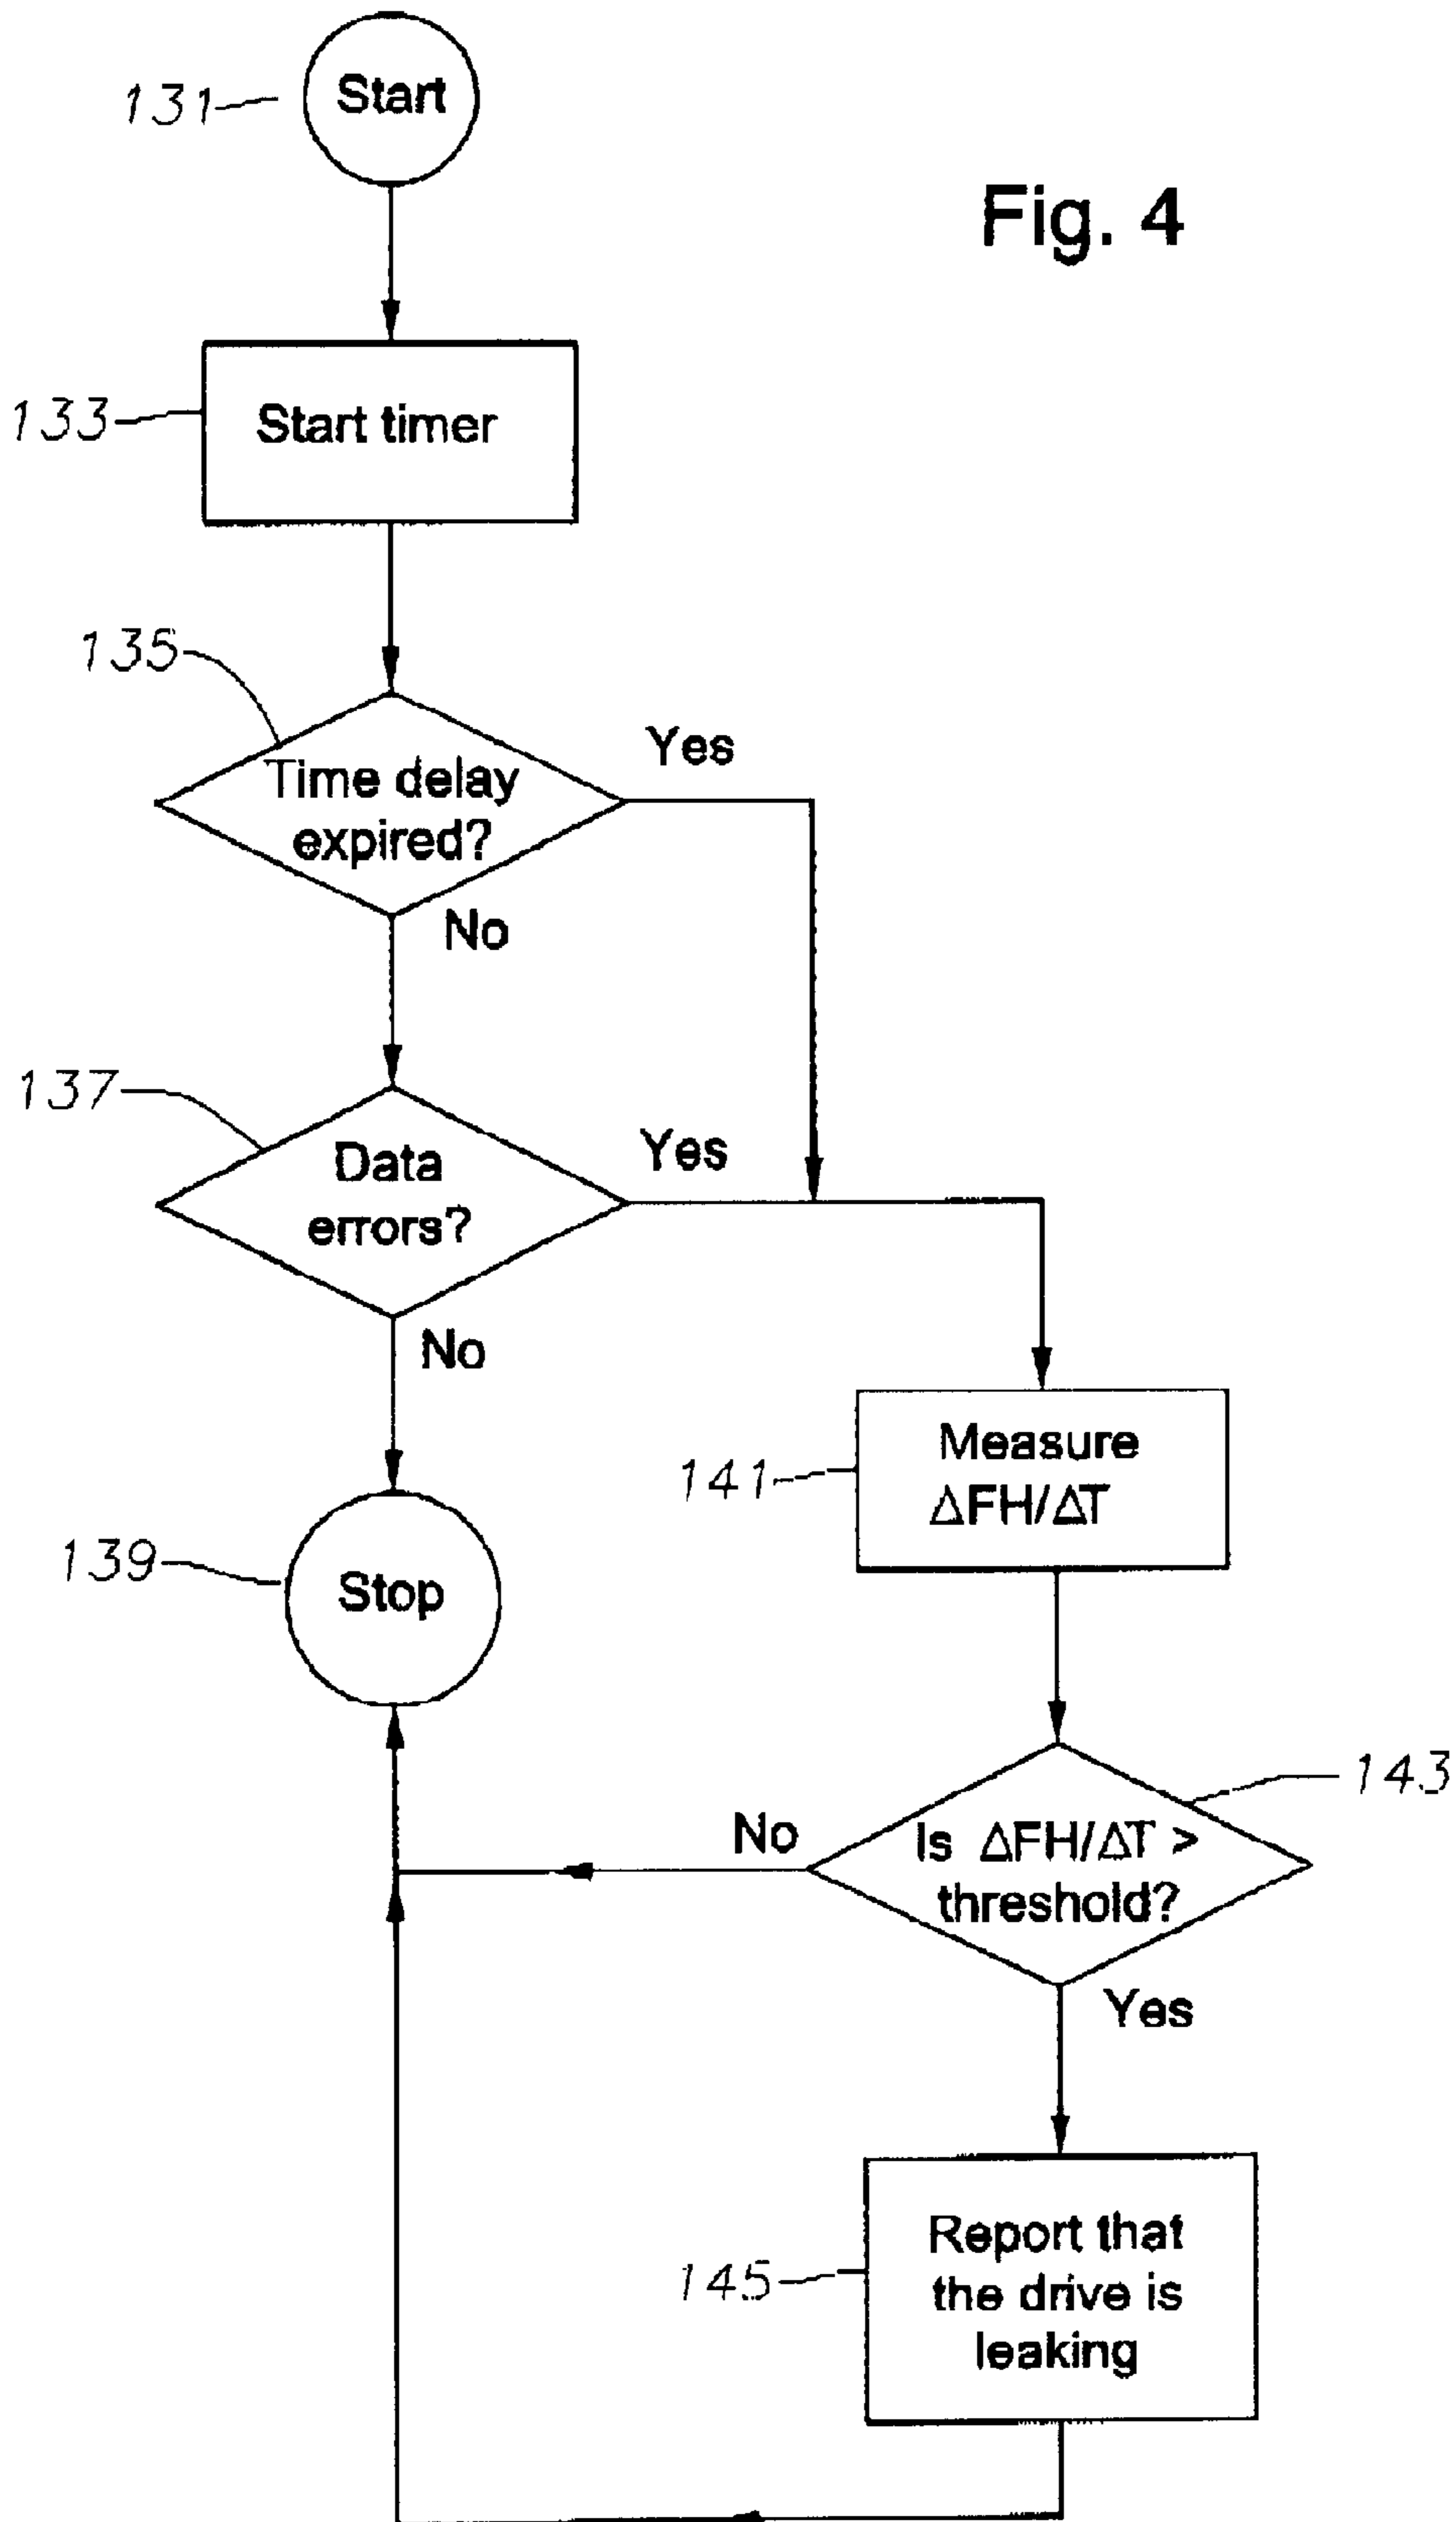 131
Start
Fig. 4
133
Start timer
135
Time delay
expired?
Yes
No
137
Data
errors?
Yes
No
139
Stop
141
Measure
ΔFH/ΔT
143
Is ΔFH/ΔT >
threshold?
No
Yes
145
Report that
the drive is
leaking